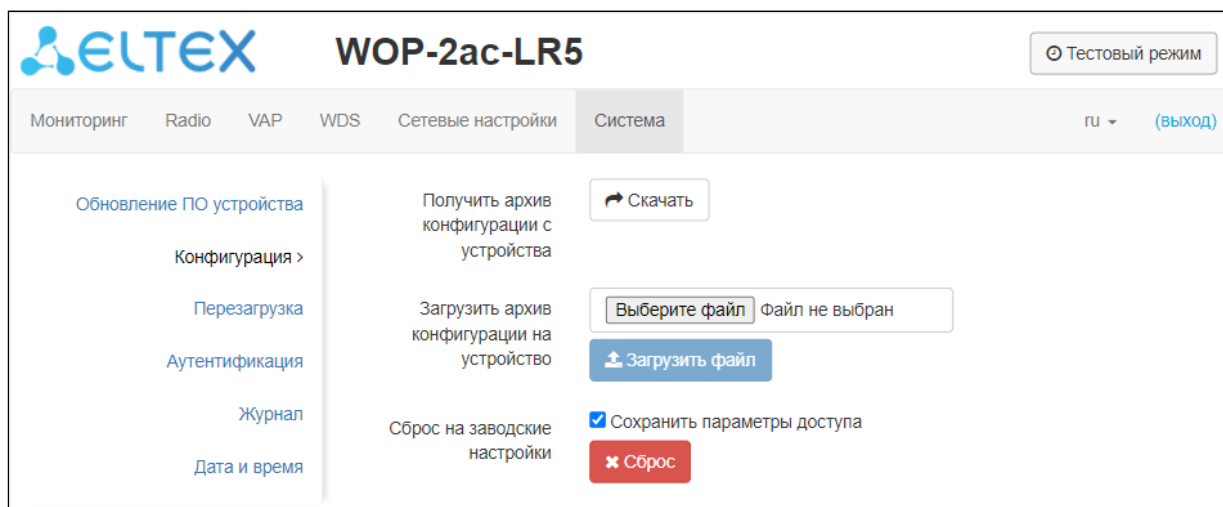 ELTEX WOP-2ac-LR5 Тестовый режим
Мониторинг Radio VAP WDS Сетевые настройки Система ru (выход)
Обновление ПО устройства
Конфигурация >
Перезагрузка
Аутентификация
Журнал
Дата и время
Получить архив
конфигурации с
устройства
Скачать
Загрузить архив
конфигурации на
устройство
Выберите файл Файл не выбран
Загрузить файл
Сброс на заводские
настройки
Сохранить параметры доступа
Сброс